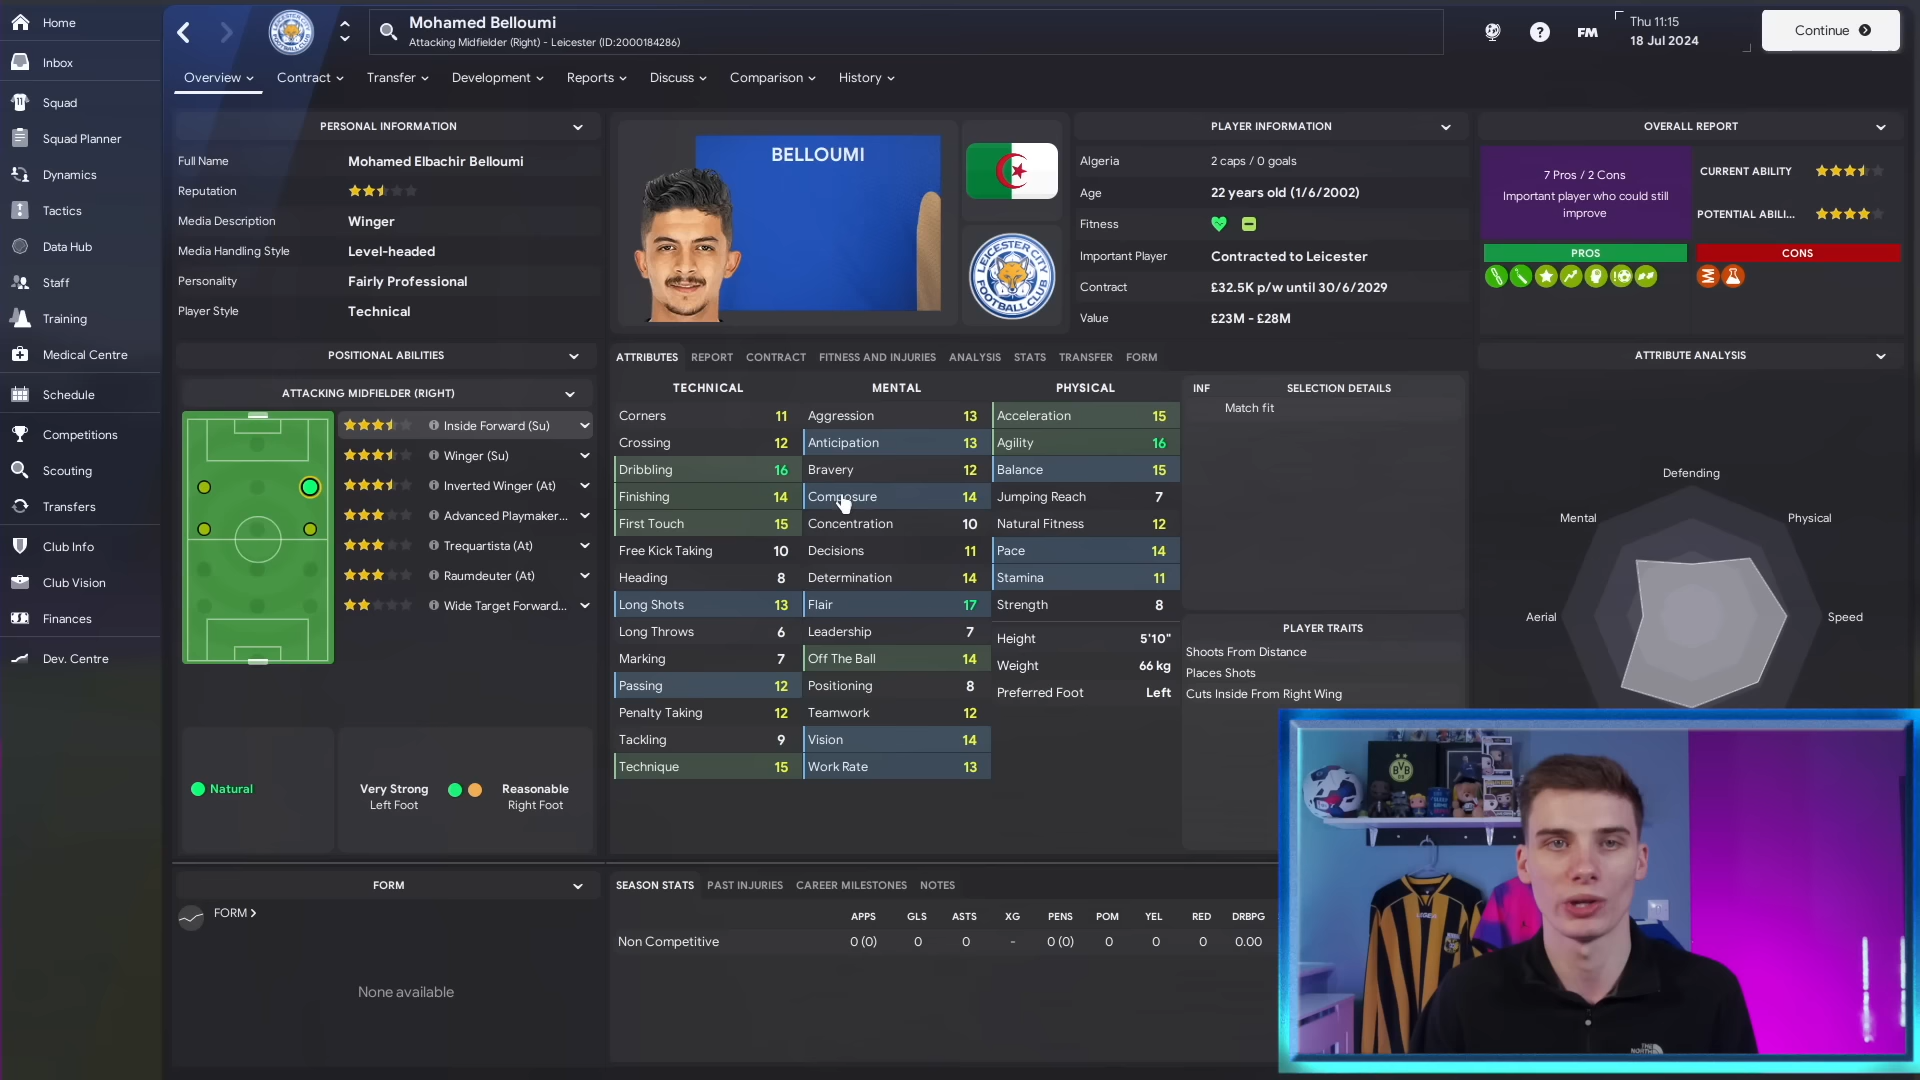 Home
Inbox
Squad
Squad Planner
Dynamics
Tactics
Data Hub
Staff
Training
Medical Centre
Schedule
Competitions
Scouting
Transfers
Club Info
Club Vision
Finances
Dev. Centre
Mohamed Belloumi
Attacking Midfielder (Right) - Leicester (ID:2000184286)
FM
Thu 11:15
18 Jul 2024
Continue
Overview Contract Transfer Development Reports Discuss Comparison History
PERSONAL INFORMATION
Full Name Mohamed Elbachir Belloumi
Reputation
Media Description Winger
Media Handling Style Level-headed
Personality Fairly Professional
Player Style Technical
BELLOUMI
LEICESTER CITY
FOOTBALL CLUB
PLAYER INFORMATION
Algeria 2 caps / 0 goals
Age 22 years old (1/6/2002)
Fitness
Important Player Contracted to Leicester
Contract £32.5K p/w until 30/6/2029
Value £23M - £28M
OVERALL REPORT
7 Pros / 2 Cons
Important player who could still
improve
CURRENT ABILITY
POTENTIAL ABILI...
PROS CONS
POSITIONAL ABILITIES
ATTACKING MIDFIELDER (RIGHT)
Inside Forward (Su)
Winger (Su)
Inverted Winger (At)
Advanced Playmaker...
Trequartista (At)
Raumdeuter (At)
Wide Target Forward...
Natural
Very Strong
Left Foot
Reasonable
Right Foot
ATTRIBUTES REPORT CONTRACT FITNESS AND INJURIES ANALYSIS STATS TRANSFER FORM
TECHNICAL
Corners 11
Crossing 12
Dribbling 16
Finishing 14
First Touch 15
Free Kick Taking 10
Heading 8
Long Shots 13
Long Throws 6
Marking 7
Passing 12
Penalty Taking 12
Tackling 9
Technique 15
MENTAL
Aggression 13
Anticipation 13
Bravery 12
Composure 14
Concentration 10
Decisions 11
Determination 14
Flair 17
Leadership 7
Off The Ball 14
Positioning 8
Teamwork 12
Vision 14
Work Rate 13
PHYSICAL
Acceleration 15
Agility 16
Balance 15
Jumping Reach 7
Natural Fitness 12
Pace 14
Stamina 11
Strength 8
Height 5'10"
Weight 66 kg
Preferred Foot Left
INF SELECTION DETAILS
Match fit
PLAYER TRAITS
Shoots From Distance
Places Shots
Cuts Inside From Right Wing
ATTRIBUTE ANALYSIS
Defending
Mental
Physical
Aerial
Speed
FORM
FORM
None available
SEASON STATS PAST INJURIES CAREER MILESTONES NOTES
APPS GLS ASTS XG PENS POM YEL RED DRBPG
Non Competitive 0 (0) 0 0 - 0 (0) 0 0 0 0.00
BVB
09
THE
NORTH